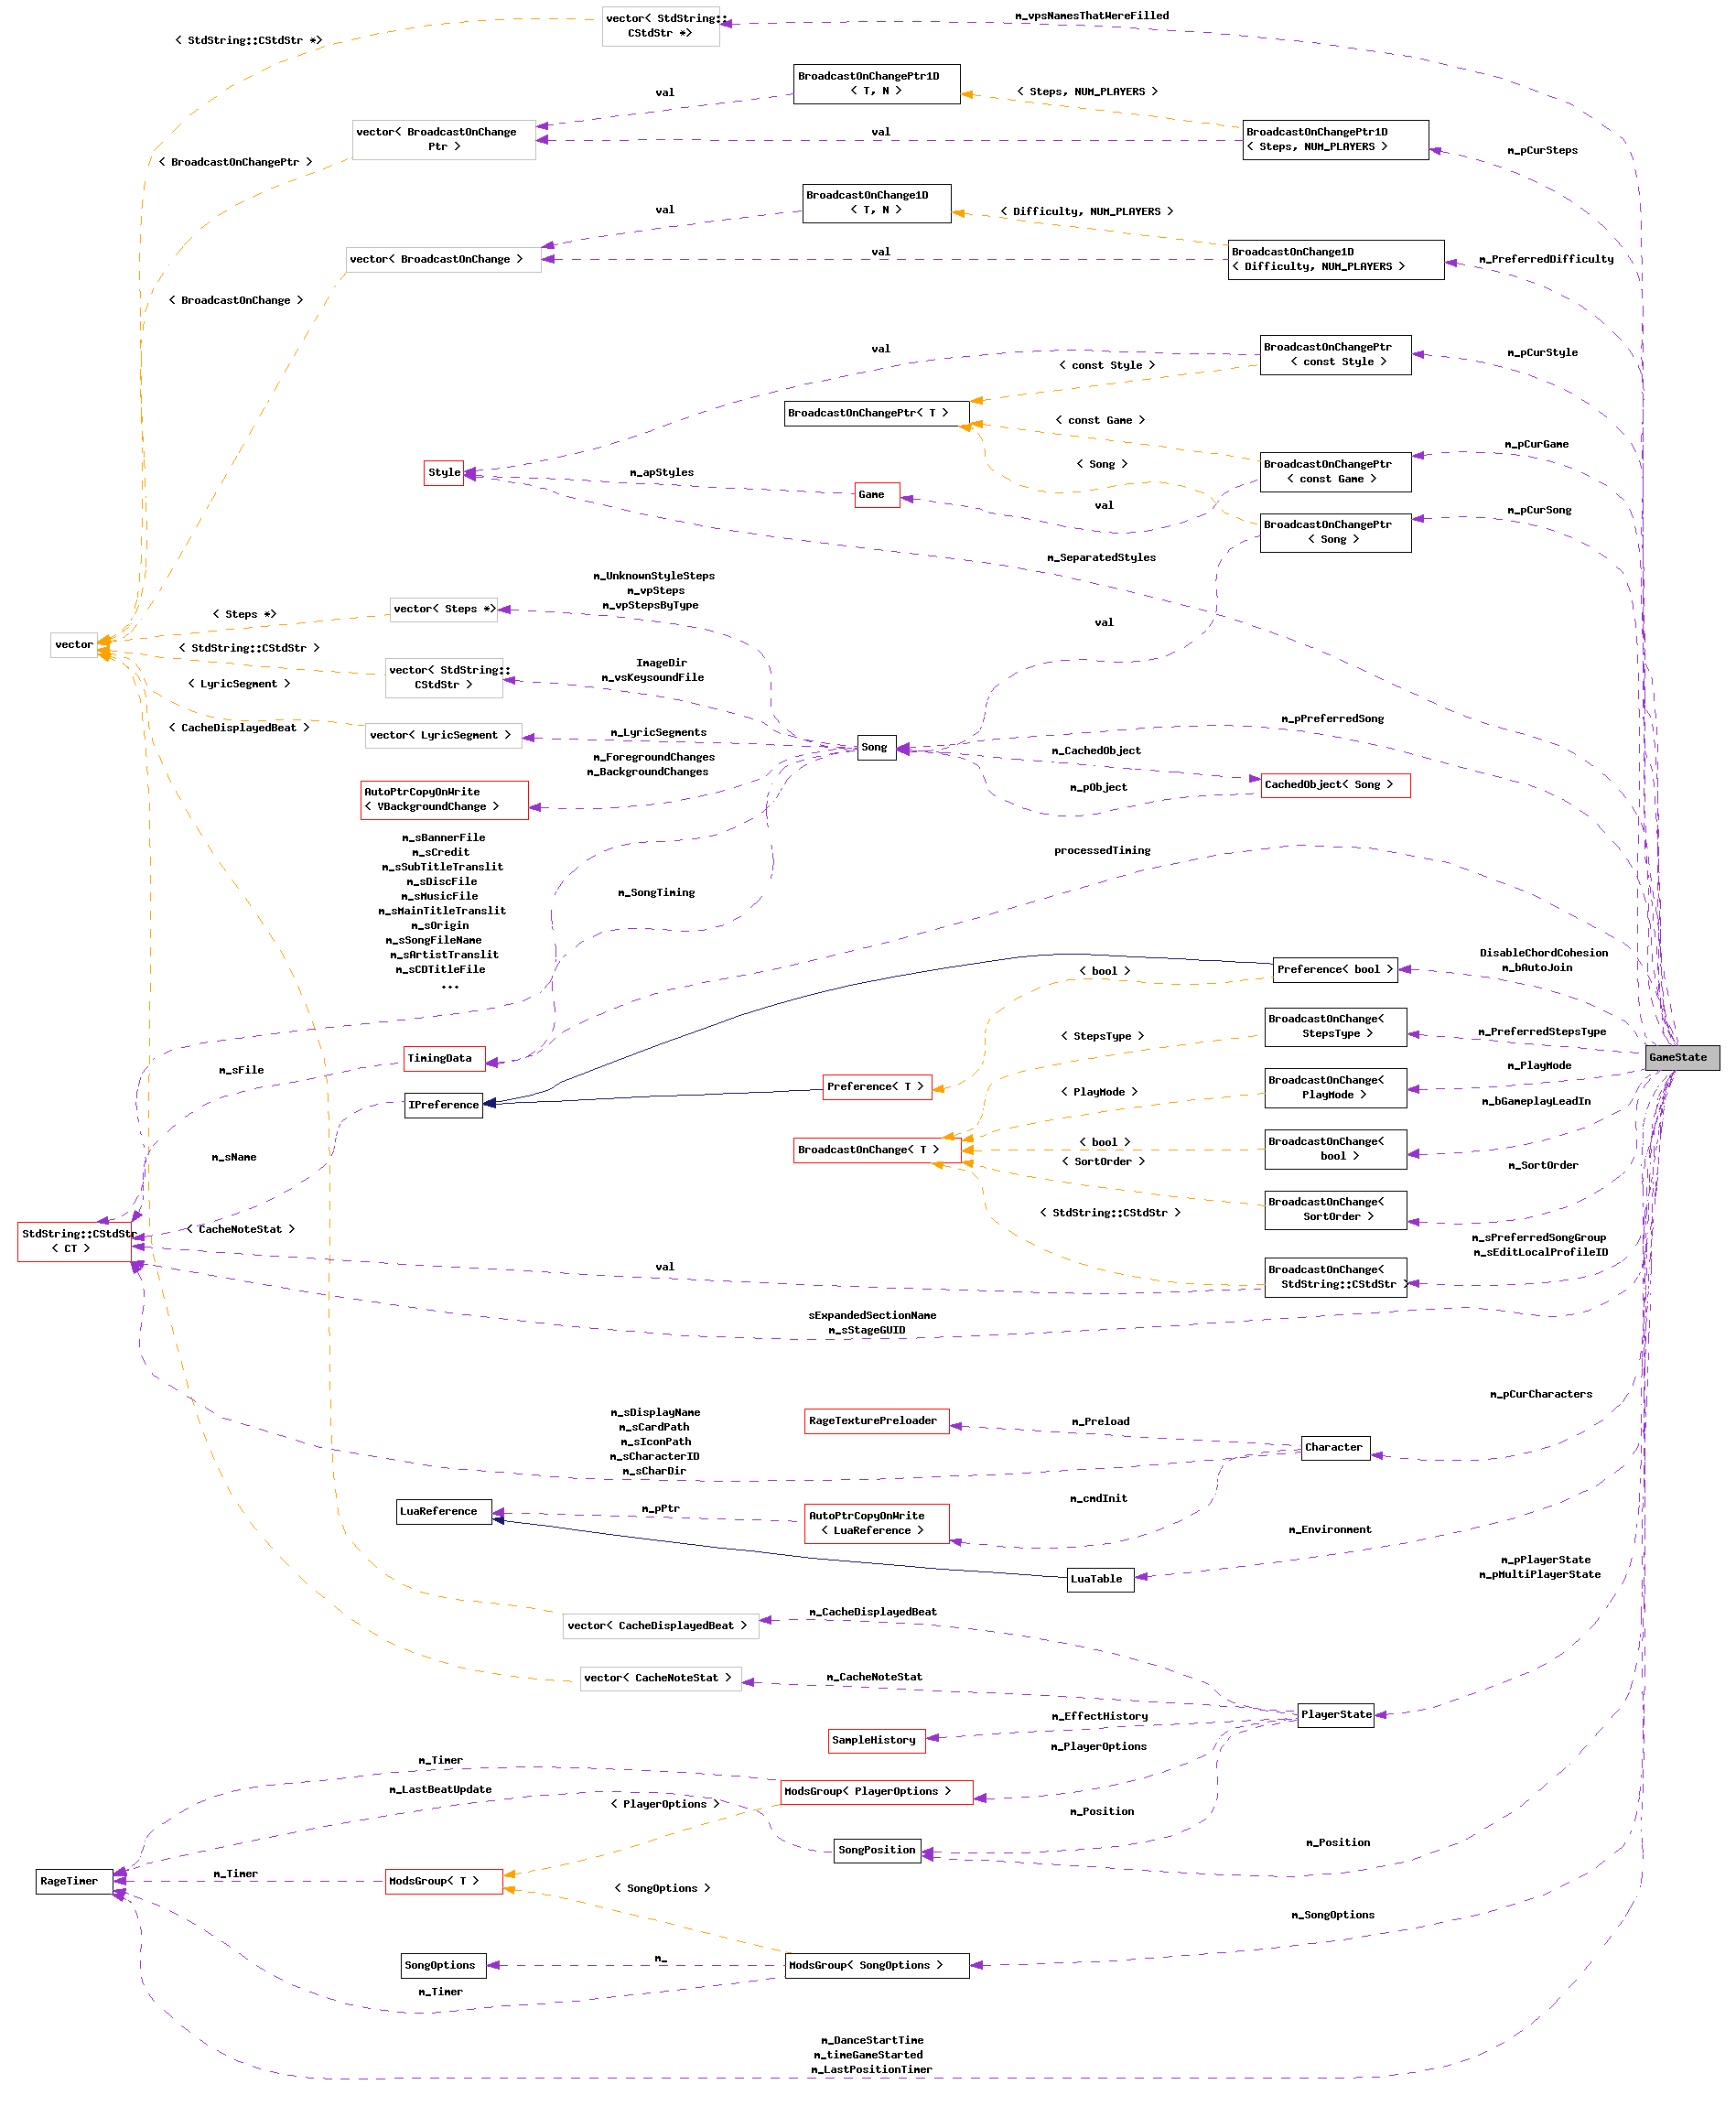 vector< StdString::
CStdStr *>
m_vpsNamesThatWereFilled
< StdString::CStdStr *>
BroadcastOnChangePtr1D
< T, N >
val
< Steps, NUM_PLAYERS >
vector< BroadcastOnChange
Ptr >
val
BroadcastOnChangePtr1D
< Steps, NUM_PLAYERS >
m_pCurSteps
< BroadcastOnChangePtr >
BroadcastOnChange1D
< T, N >
val
< Difficulty, NUM_PLAYERS >
vector< BroadcastOnChange >
val
BroadcastOnChange1D
< Difficulty, NUM_PLAYERS >
m_PreferredDifficulty
< BroadcastOnChange >
val
BroadcastOnChangePtr
< const Style >
m_pCurStyle
< const Style >
BroadcastOnChangePtr< T >
< const Game >
m_pCurGame
Style
m_apStyles
Game
< Song >
BroadcastOnChangePtr
< const Game >
val
m_pCurSong
BroadcastOnChangePtr
< Song >
m_SeparatedStyles
m_UnknownStyleSteps
m_vpSteps
m_vpStepsByType
vector< Steps *>
< Steps *>
val
vector
< StdString::CStdStr >
vector< StdString::
CStdStr >
ImageDir
m_vsKeysoundFile
< LyricSegment >
< CacheDisplayedBeat >
vector< LyricSegment >
m_LyricSegments
Song
m_pPreferredSong
m_CachedObject
m_ForegroundChanges
m_BackgroundChanges
AutoPtrCopyOnWrite
< VBackgroundChange >
m_pObject
CachedObject< Song >
m_sBannerFile
m_sCredit
m_sSubTitleTranslit
m_sDiscFile
m_sMusicFile
m_sMainTitleTranslit
m_sOrigin
m_sSongFileName
m_sArtistTranslit
m_sCDTitleFile
...
m_SongTiming
processedTiming
< bool >
Preference< bool >
DisableChordCohesion
m_bAutoJoin
BroadcastOnChange<
StepsType >
< StepsType >
m_PreferredStepsType
TimingData
m_sFile
GameState
m_PlayMode
IPreference
Preference< T >
< PlayMode >
BroadcastOnChange<
PlayMode >
m_bGameplayLeadIn
m_sName
BroadcastOnChange< T >
< bool >
BroadcastOnChange<
bool >
< SortOrder >
m_SortOrder
StdString::CStdStr
< CT >
< CacheNoteStat >
< StdString::CStdStr >
BroadcastOnChange<
SortOrder >
m_sPreferredSongGroup
m_sEditLocalProfileID
val
BroadcastOnChange<
StdString::CStdStr >
sExpandedSectionName
m_sStageGUID
m_pCurCharacters
m_sDisplayName
m_sCardPath
m_sIconPath
m_sCharacterID
m_sCharDir
RageTexturePreloader
m_Preload
Character
m_cmdInit
LuaReference
m_pPtr
AutoPtrCopyOnWrite
< LuaReference >
m_Environment
LuaTable
m_pPlayerState
m_pMultiPlayerState
m_CacheDisplayedBeat
vector< CacheDisplayedBeat >
vector< CacheNoteStat >
m_CacheNoteStat
PlayerState
m_EffectHistory
SampleHistory
m_PlayerOptions
m_Timer
m_LastBeatUpdate
ModsGroup< PlayerOptions >
< PlayerOptions >
m_Position
SongPosition
m_Position
RageTimer
m_Timer
ModsGroup< T >
< SongOptions >
m_SongOptions
SongOptions
m_
ModsGroup< SongOptions >
m_Timer
m_DanceStartTime
m_timeGameStarted
m_LastPositionTimer